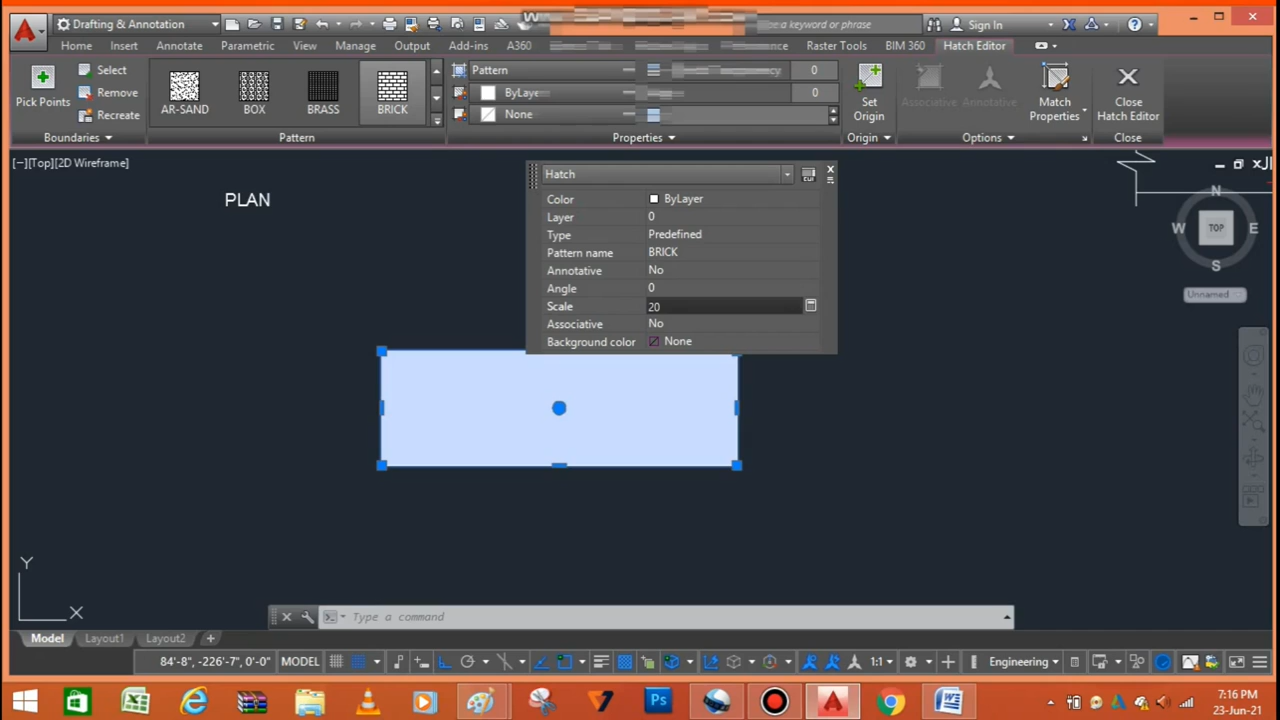 Drafting & Annotation
e a keyword or phrase
Sign In
Home Insert Annotate Parametric View Manage Output Add-ins A360 Raster Tools BIM 360 Hatch Editor
Pick Points
Select
Remove
Recreate
Boundaries
AR-SAND BOX BRASS BRICK
Pattern
Pattern 0
ByLaye 0
None
Properties
Set
Origin
Origin
Associative Annotative
Match
Properties
Options
Close
Hatch Editor
Close
[−][Top][2D Wireframe]
PLAN
Hatch
Color ByLayer
Layer 0
Type Predefined
Pattern name BRICK
Annotative No
Angle 0
Scale 20
Associative No
Background color None
N
W TOP E
S
Unnamed
Y
X
Type a command
Model Layout1 Layout2 +
84'-8", -226'-7", 0'-0" MODEL 1:1 Engineering
Ps
7:16 PM
23-Jun-21